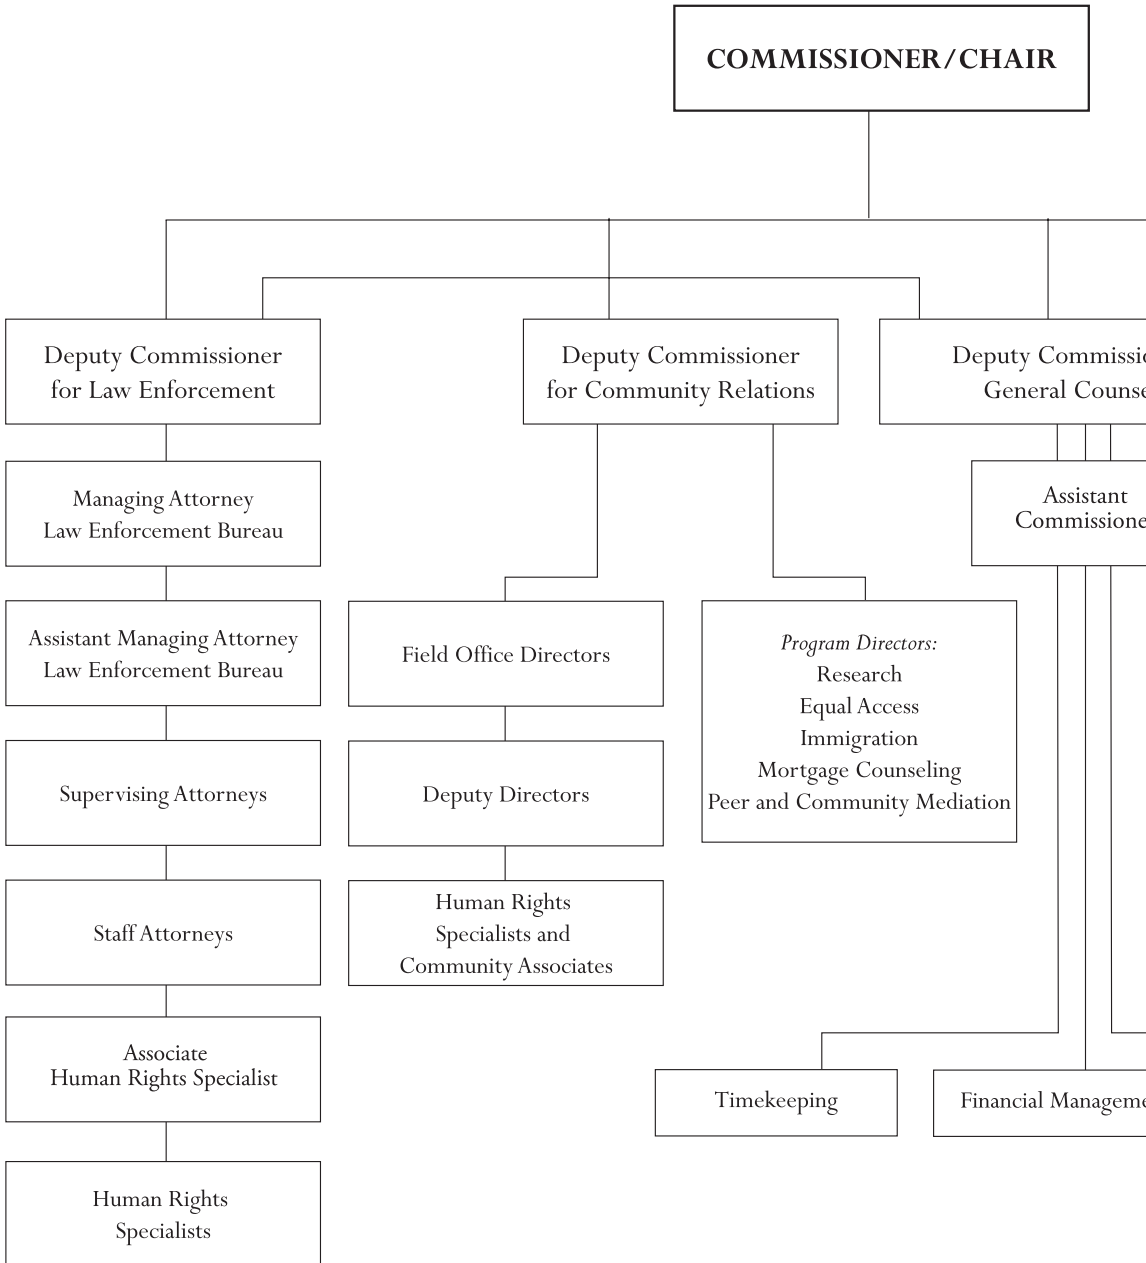 COMMISSIONER/CHAIR
Deputy Commissioner
for Law Enforcement
Deputy Commissioner
for Community Relations
Deputy Commissio
General Counse
Managing Attorney
Law Enforcement Bureau
Assistant
Commissione
Assistant Managing Attorney
Law Enforcement Bureau
Field Office Directors
Program Directors:
Research
Equal Access
Immigration
Mortgage Counseling
Peer and Community Mediation
Supervising Attorneys
Deputy Directors
Staff Attorneys
Human Rights
Specialists and
Community Associates
Associate
Human Rights Specialist
Timekeeping
Financial Manageme
Human Rights
Specialists